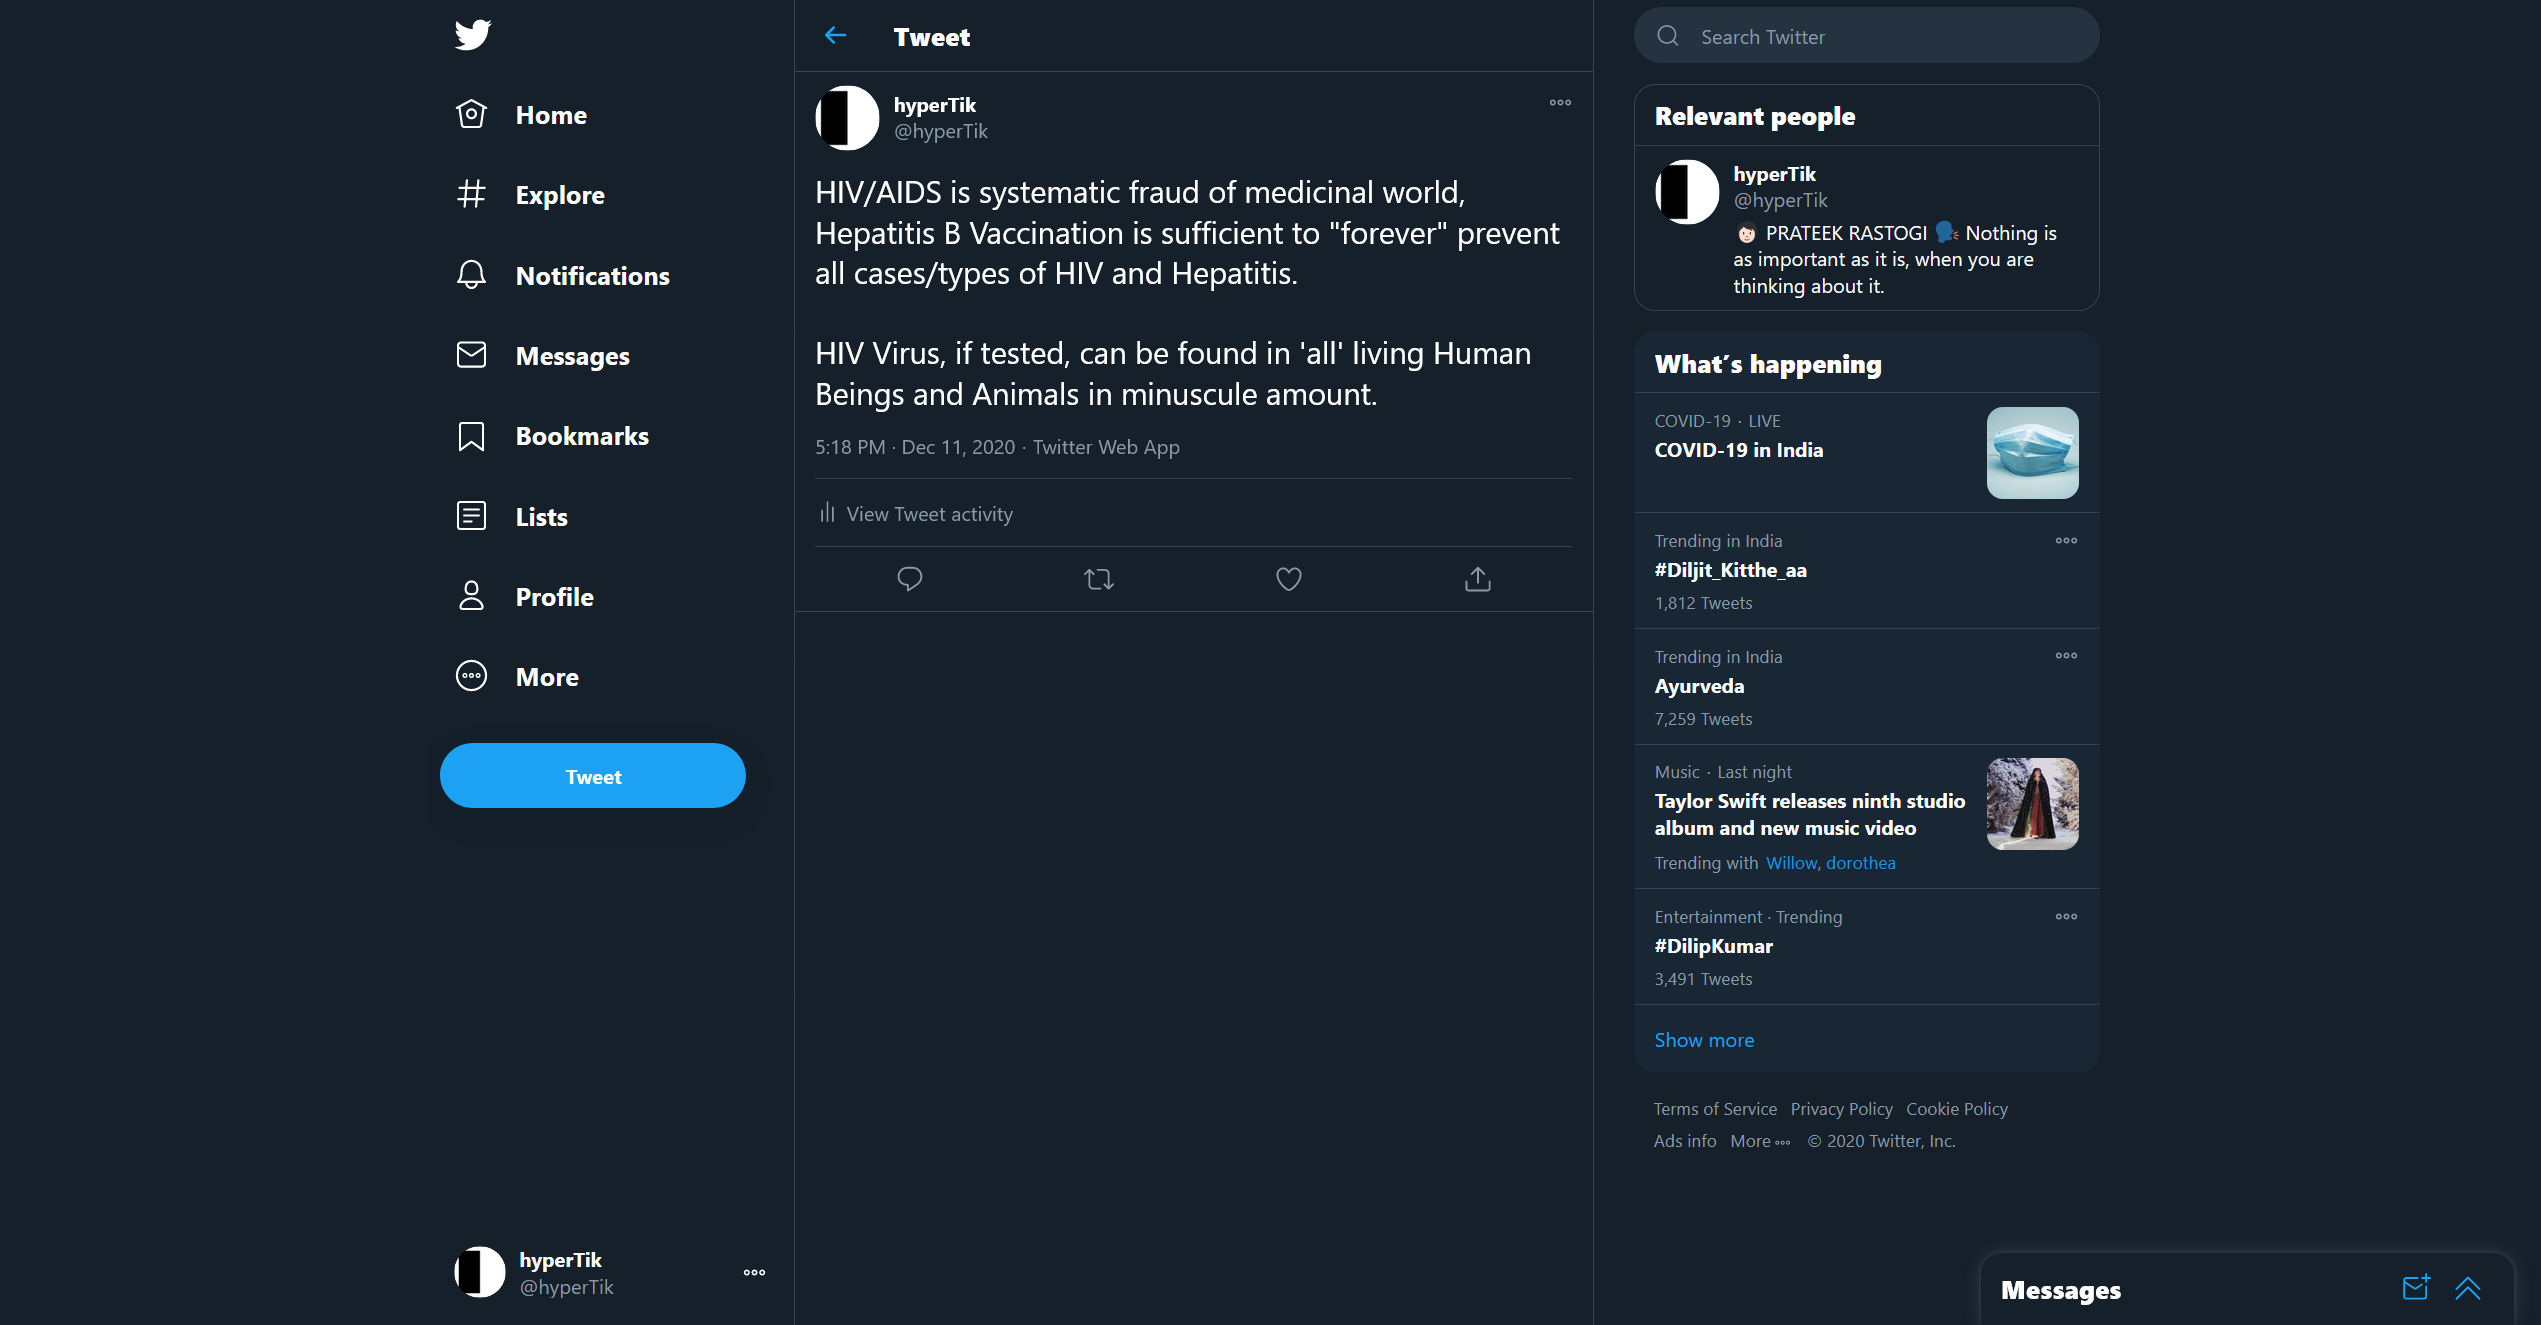 Home
Explore
Notifications
Messages
Bookmarks
Lists
Profile
More
Tweet
hyperTik
@hyperTik
Tweet
hyperTik
@hyperTik
HIV/AIDS is systematic fraud of medicinal world,
Hepatitis B Vaccination is sufficient to "forever" prevent
all cases/types of HIV and Hepatitis.
HIV Virus, if tested, can be found in 'all' living Human
Beings and Animals in minuscule amount.
5:18 PM · Dec 11, 2020 · Twitter Web App
View Tweet activity
Search Twitter
Relevant people
hyperTik
@hyperTik
PRATEEK RASTOGI Nothing is
as important as it is, when you are
thinking about it.
What's happening
COVID-19 · LIVE
COVID-19 in India
Trending in India
#Diljit_Kitthe_aa
1,812 Tweets
Trending in India
Ayurveda
7,259 Tweets
Music · Last night
Taylor Swift releases ninth studio
album and new music video
Trending with Willow, dorothea
Entertainment · Trending
#DilipKumar
3,491 Tweets
Show more
Terms of Service Privacy Policy Cookie Policy
Ads info More © 2020 Twitter, Inc.
Messages